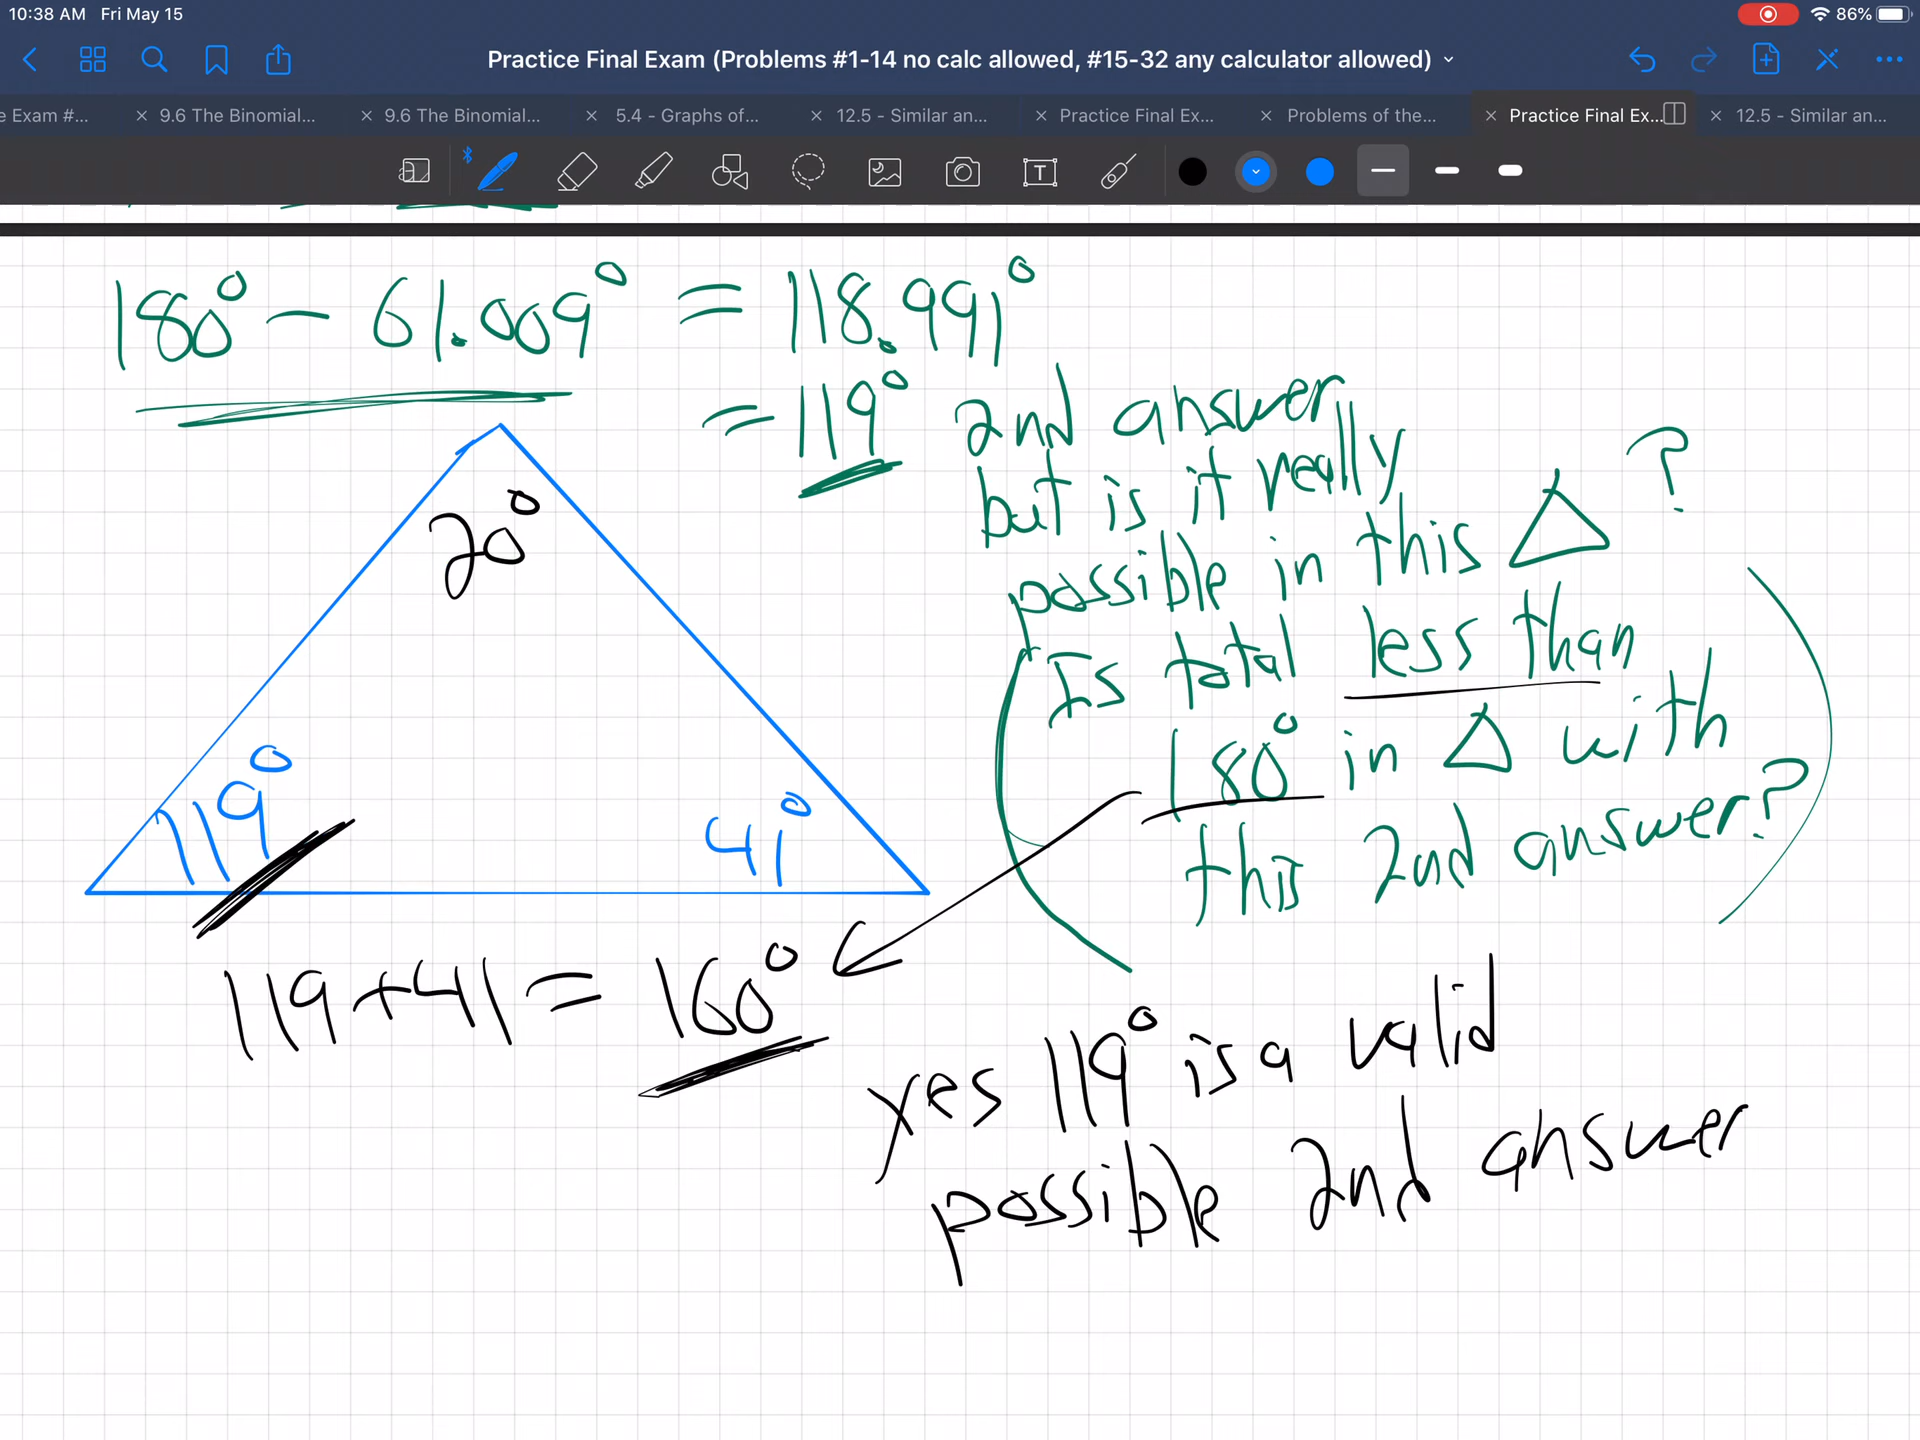 10:38 AM Fri May 15
86%
Practice Final Exam (Problems #1-14 no calc allowed, #15-32 any calculator allowed)
e Exam #...
9.6 The Binomial...
9.6 The Binomial...
5.4 - Graphs of...
12.5 - Similar an...
Practice Final Ex...
Problems of the...
Practice Final Ex...
12.5 - Similar an...
T
180° - 61.009° = 118.991°
= 119° 2nd answer
but is it really
possible in this △ ?
Is total less than
180° in △ with
this 2nd answer?
20°
119°
41°
119+41 = 160°
yes 119° is a valid
possible 2nd answer